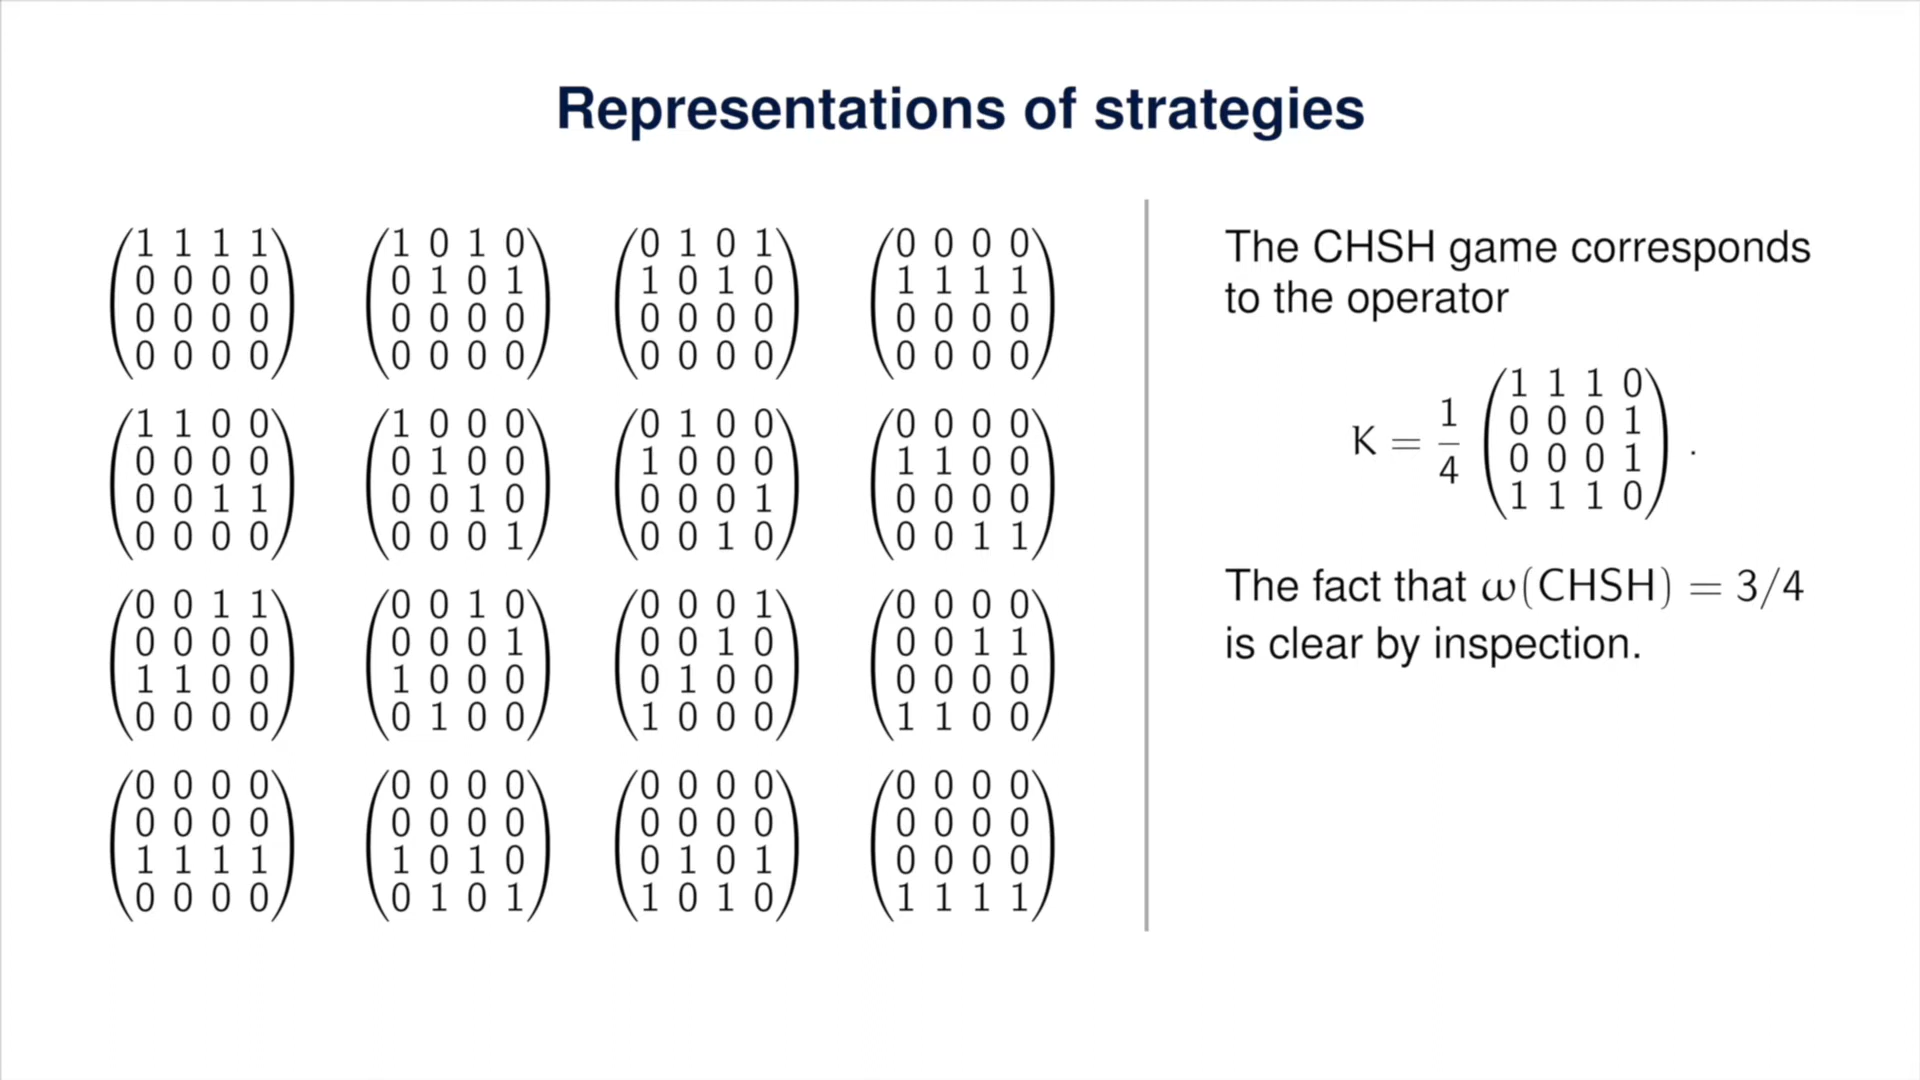 Representations of strategies
1 1 1 1   1 0 1 0   0 1 0 1   0 0 0 0
0 0 0 0   0 1 0 1   1 0 1 0   1 1 1 1
0 0 0 0   0 0 0 0   0 0 0 0   0 0 0 0
0 0 0 0   0 0 0 0   0 0 0 0   0 0 0 0
1 1 0 0   1 0 0 0   0 1 0 0   0 0 0 0
0 0 0 0   0 1 0 0   1 0 0 0   1 1 0 0
0 0 1 1   0 0 1 0   0 0 0 1   0 0 0 0
0 0 0 0   0 0 0 1   0 0 1 0   0 0 1 1
0 0 1 1   0 0 1 0   0 0 0 1   0 0 0 0
0 0 0 0   0 0 0 1   0 0 1 0   0 0 1 1
1 1 0 0   1 0 0 0   0 1 0 0   0 0 0 0
0 0 0 0   0 1 0 0   1 0 0 0   1 1 0 0
0 0 0 0   0 0 0 0   0 0 0 0   0 0 0 0
0 0 0 0   0 0 0 0   0 0 0 0   0 0 0 0
1 1 1 1   1 0 1 0   0 1 0 1   0 0 0 0
0 0 0 0   0 1 0 1   1 0 1 0   1 1 1 1
The CHSH game corresponds
to the operator
1 1 1 0
0 0 0 1
K = 1/4
0 0 0 1
1 1 1 0 .
The fact that ω(CHSH) = 3/4
is clear by inspection.